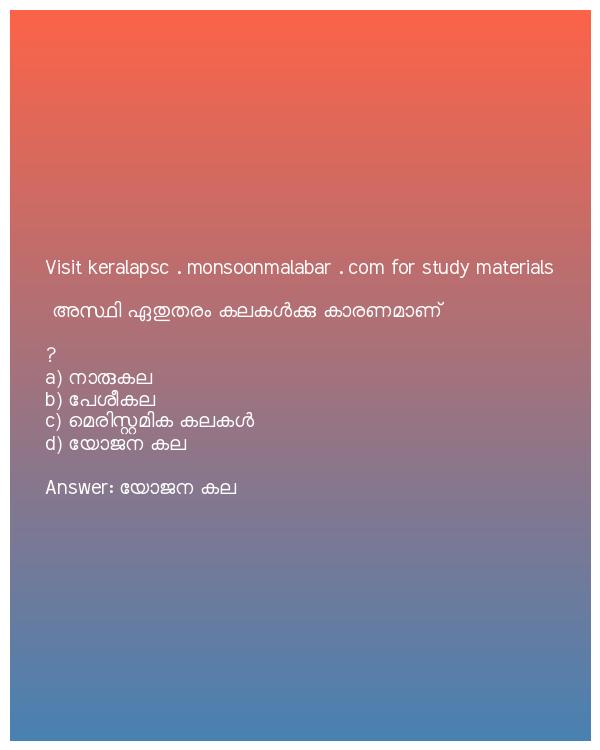 Visit keralapsc . monsoonmalabar . com for study materials
അസ്ഥി ഏതുതരം കലകൾക്കു കാരണമാണ്
?
a) നാരുകല
b) പേശീകല
c) മെരിസ്റ്റമിക കലകൾ
d) യോജന കല
Answer: യോജന കല